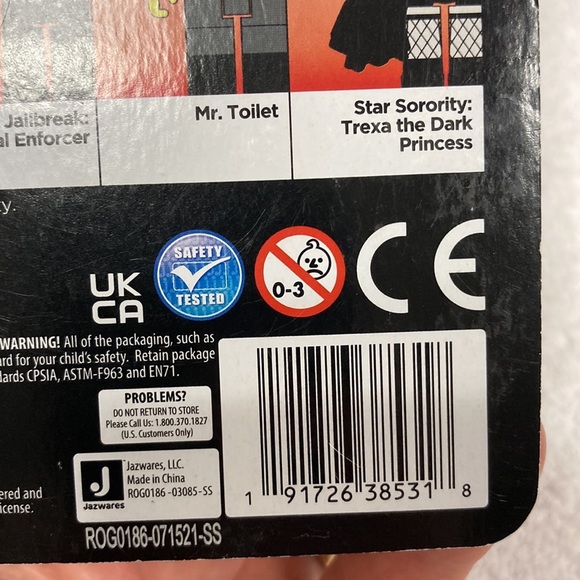 Jailbreak:
al Enforcer
Mr. Toilet
Star Sorority:
Trexa the Dark
Princess
y.
UK
CA
SAFETY
TESTED
0-3
CE
WARNING! All of the packaging, such as
ard for your child's safety. Retain package
dards CPSIA, ASTM-F963 and EN71.
PROBLEMS?
DO NOT RETURN TO STORE
Please Call Us: 1.800.370.1827
(U.S. Customers Only)
J
Jazwares
Jazwares, LLC.
Made in China
ROG0186 -03085-SS
ered and
icense.
ROG0186-071521-SS
1 91726 38531 8